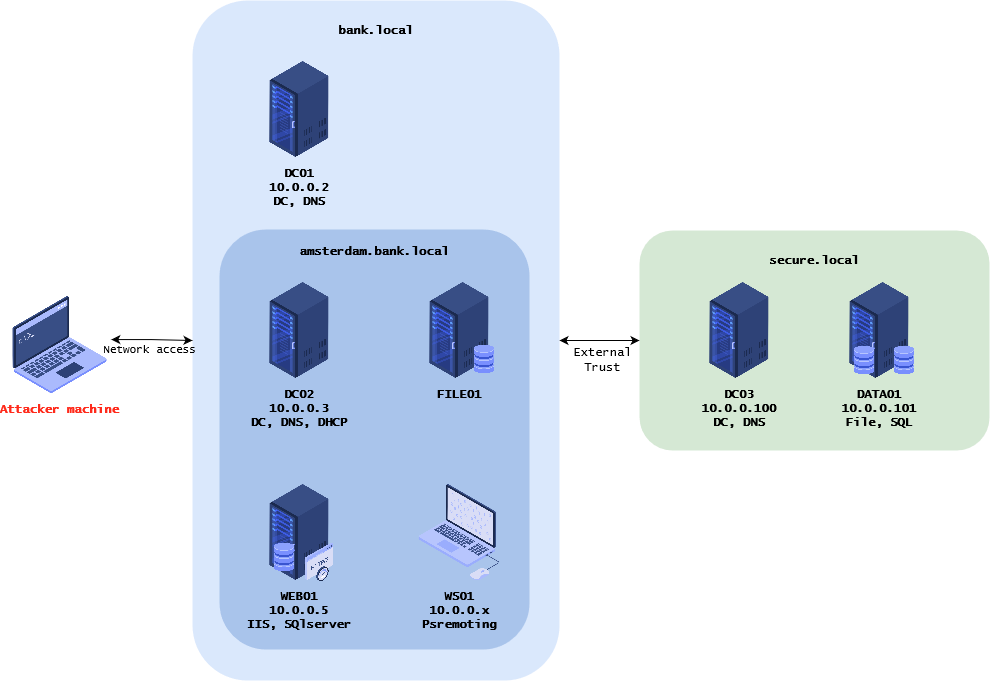 bank.local
DC01
10.0.0.2
DC, DNS
amsterdam.bank.local
DC02
10.0.0.3
DC, DNS, DHCP
FILE01
WEB01
10.0.0.5
IIS, SQlserver
WS01
10.0.0.x
Psremoting
Network access
Attacker machine
External
Trust
secure.local
DC03
10.0.0.100
DC, DNS
DATA01
10.0.0.101
File, SQL